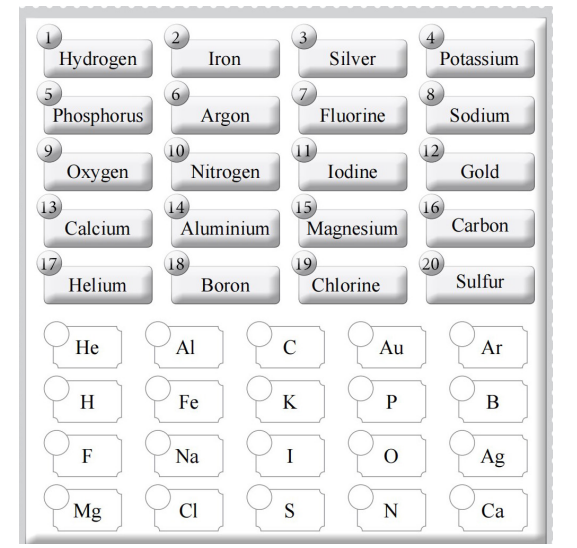 1 2 3 4
Hydrogen Iron Silver Potassium
5 6 7 8
Phosphorus Argon Fluorine Sodium
9 10 11 12
Oxygen Nitrogen Iodine Gold
13 14 15 16
Calcium Aluminium Magnesium Carbon
17 18 19 20
Helium Boron Chlorine Sulfur
He Al C Au Ar
H Fe K P B
F Na I O Ag
Mg Cl S N Ca